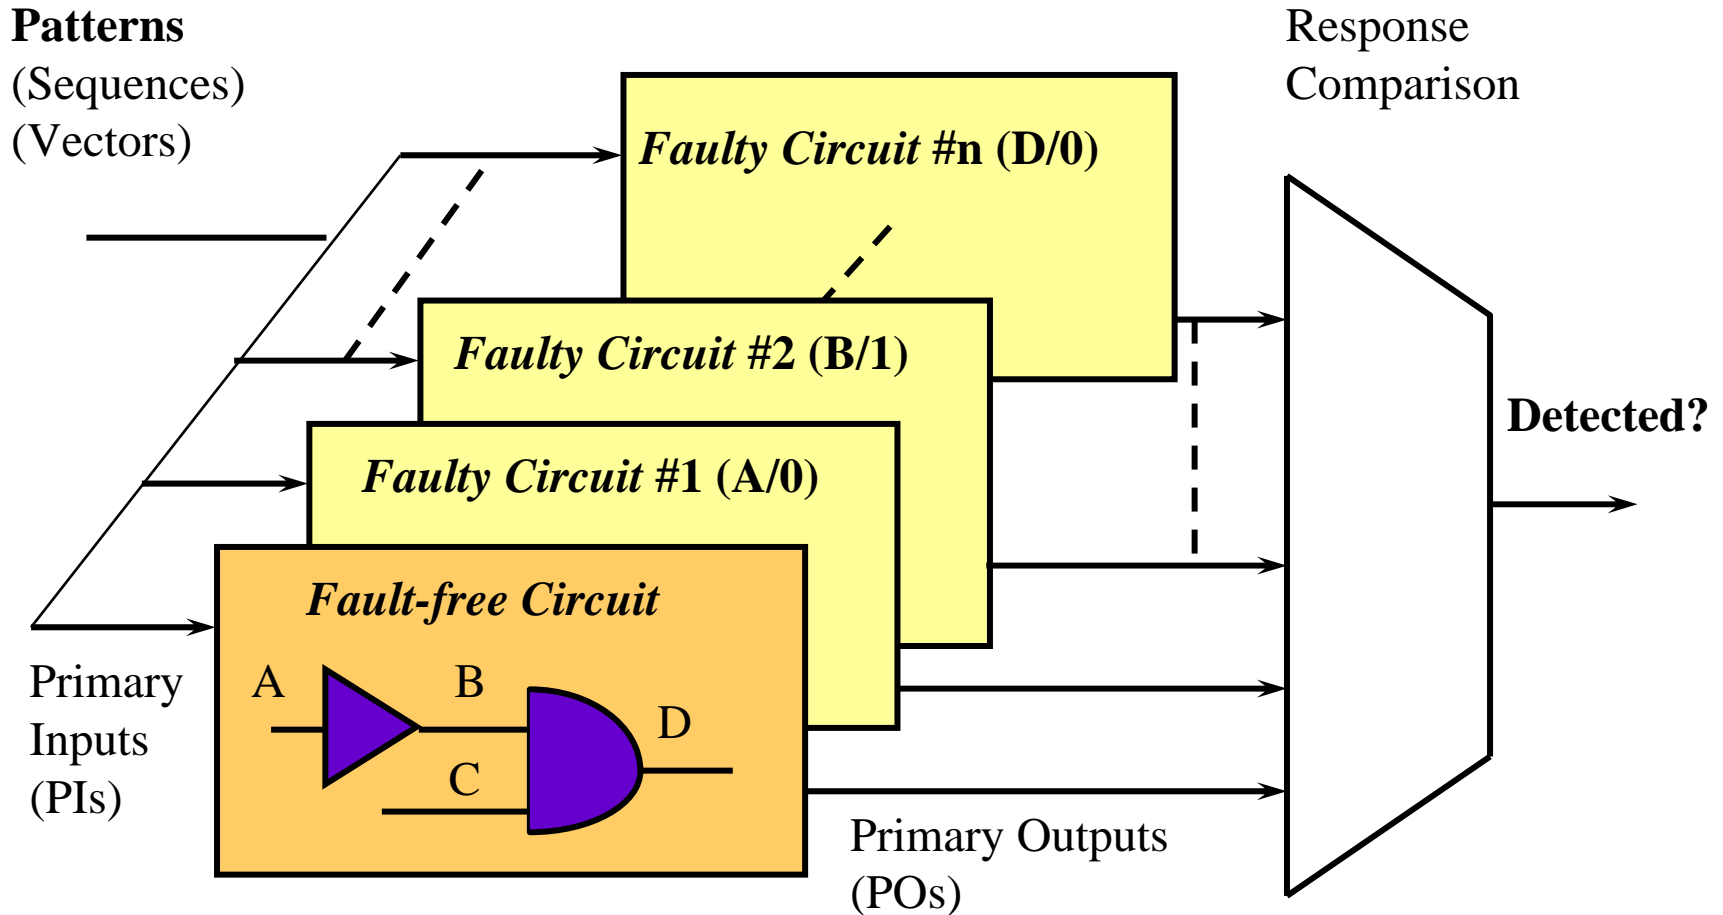 Patterns
(Sequences)
(Vectors)
Response
Comparison
Faulty Circuit #n (D/0)
Faulty Circuit #2 (B/1)
Detected?
Faulty Circuit #1 (A/0)
Fault-free Circuit
Primary
Inputs
(PIs)
A
B
C
D
Primary Outputs
(POs)